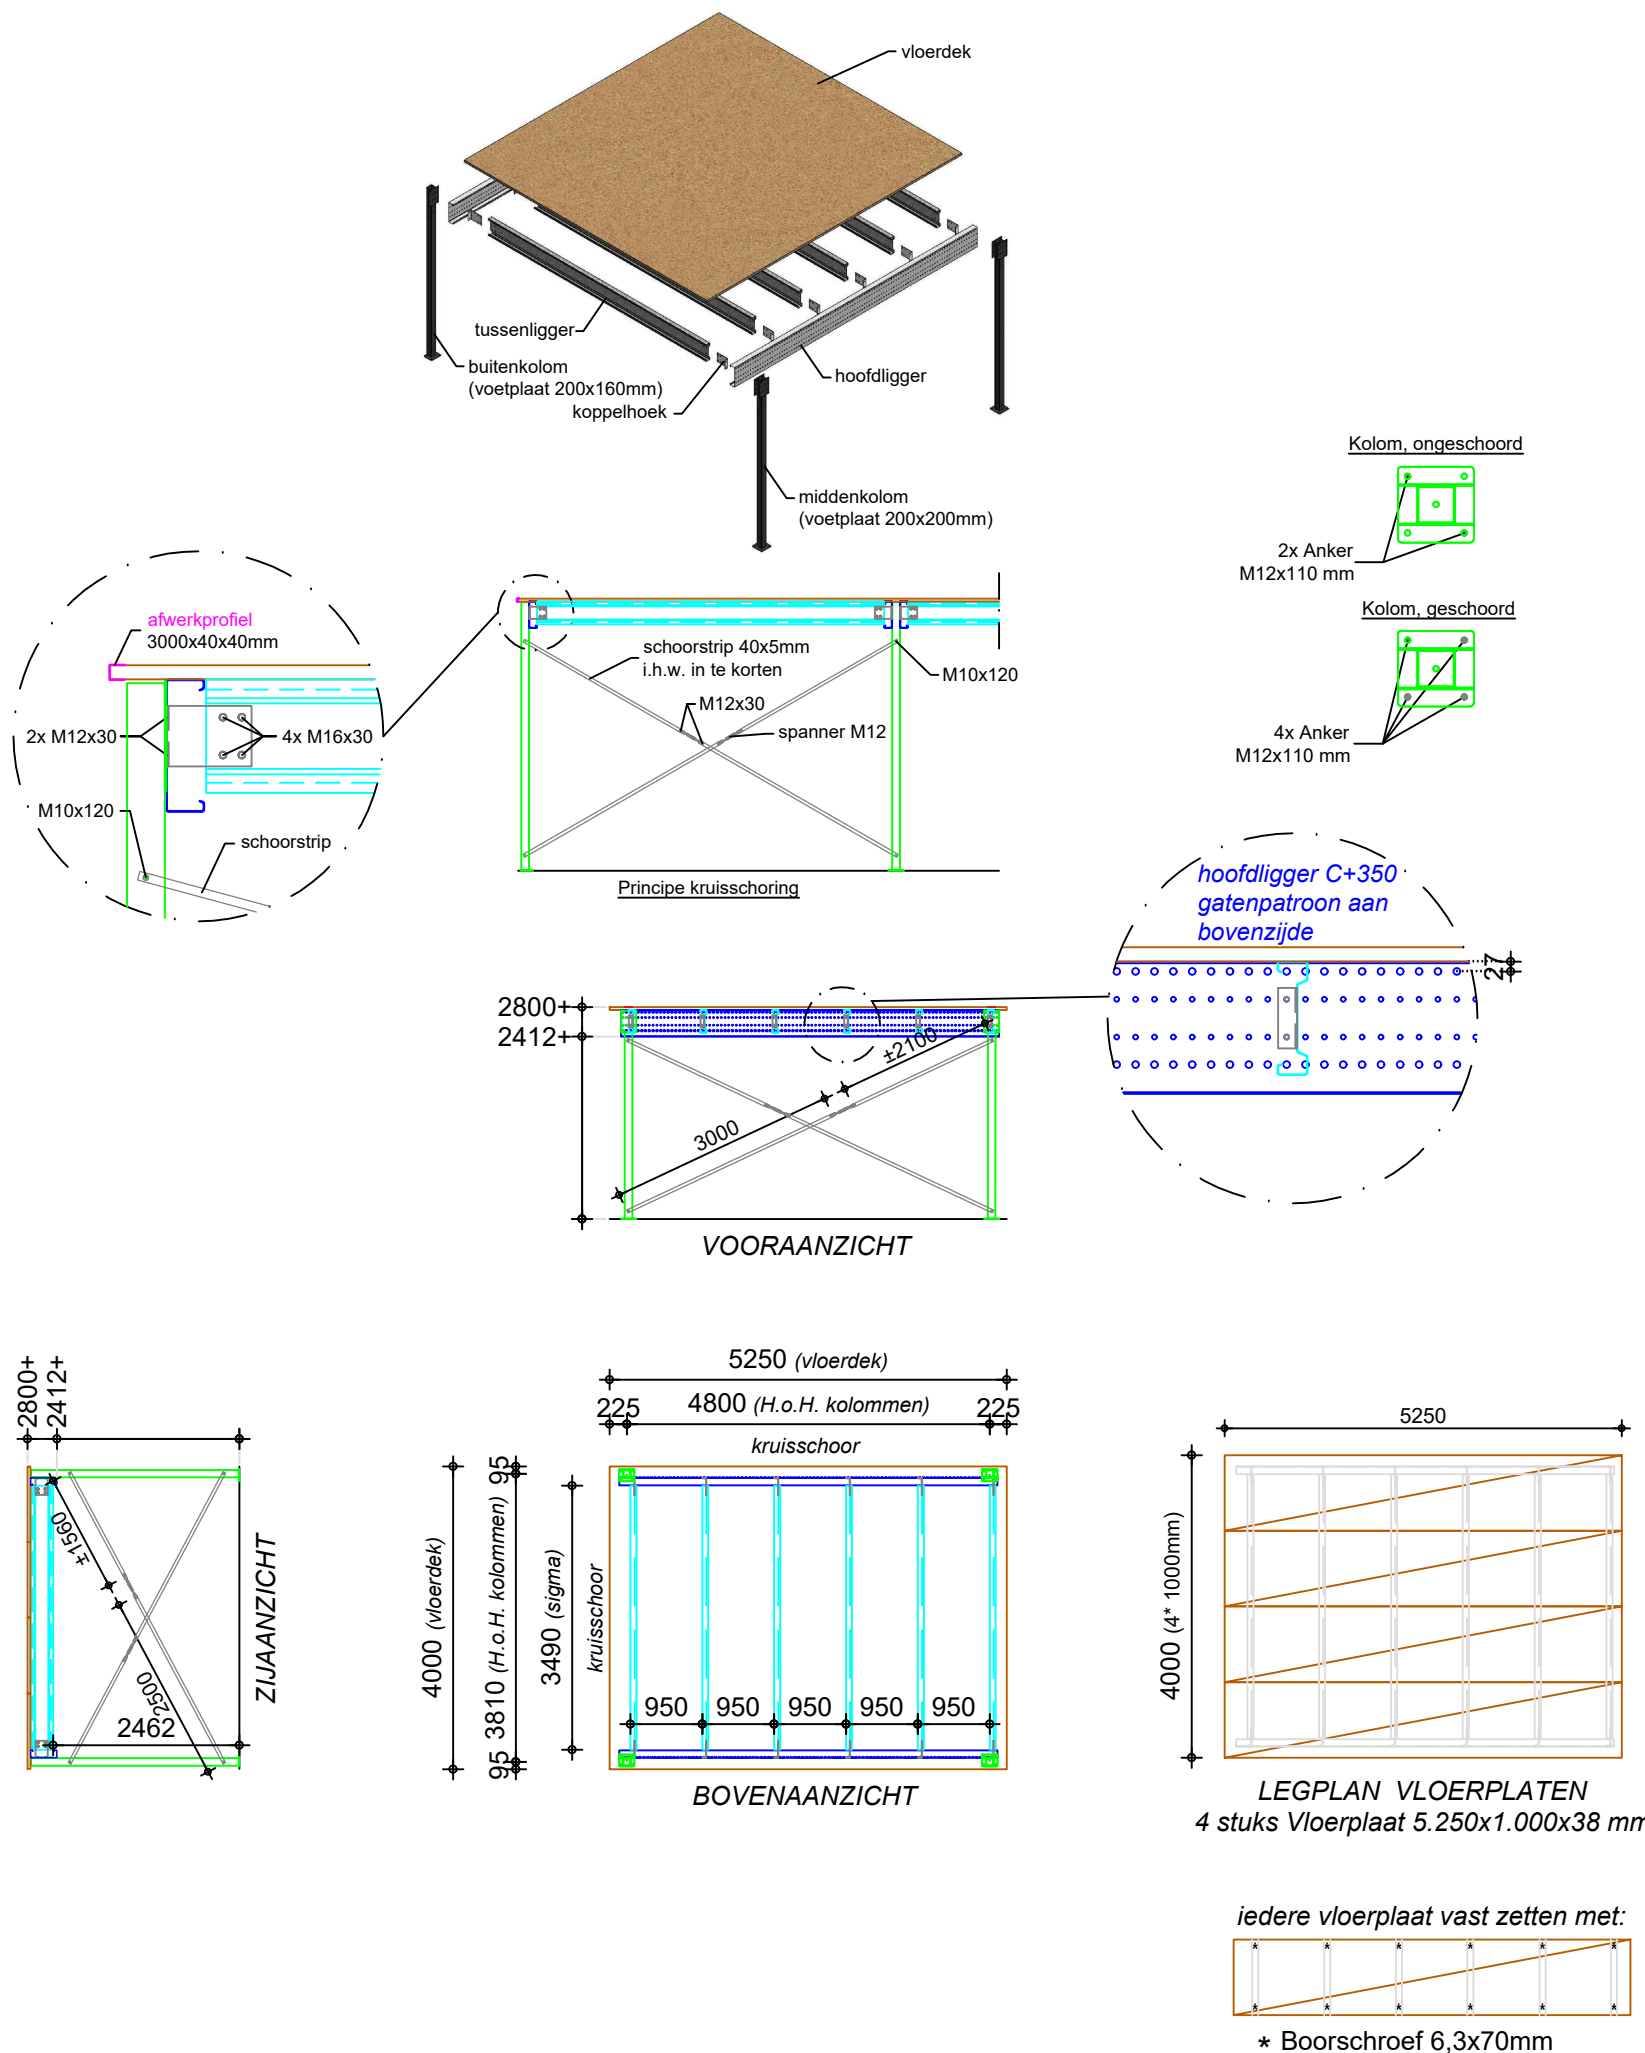 vloerdek
tussenligger
buitenkolom
(voetplaat 200x160mm)
koppelhoek
hoofdligger
middenkolom
(voetplaat 200x200mm)
Kolom, ongeschoord
2x Anker
M12x110 mm
Kolom, geschoord
4x Anker
M12x110 mm
afwerkprofiel
3000x40x40mm
2x M12x30
4x M16x30
M10x120
schoorstrip
schoorstrip 40x5mm
i.h.w. in te korten
M10x120
M12x30
spanner M12
Principe kruisschoring
hoofdligger C+350
gatenpatroon aan
bovenzijde
27
2800+
2412+
±2100
3000
VOORAANZICHT
2800+
2412+
±1560
2500
2462
ZIJAANZICHT
5250 (vloerdek)
225
4800 (H.o.H. kolommen)
225
kruisschoor
4000 (vloerdek)
95
3810 (H.o.H. kolommen)
95
3490 (sigma)
kruisschoor
950
950
950
950
950
BOVENAANZICHT
5250
4000 (4* 1000mm)
LEGPLAN VLOERPLATEN
4 stuks Vloerplaat 5.250x1.000x38 mm
iedere vloerplaat vast zetten met:
* * * * * *
* * * * * *
* Boorschroef 6,3x70mm